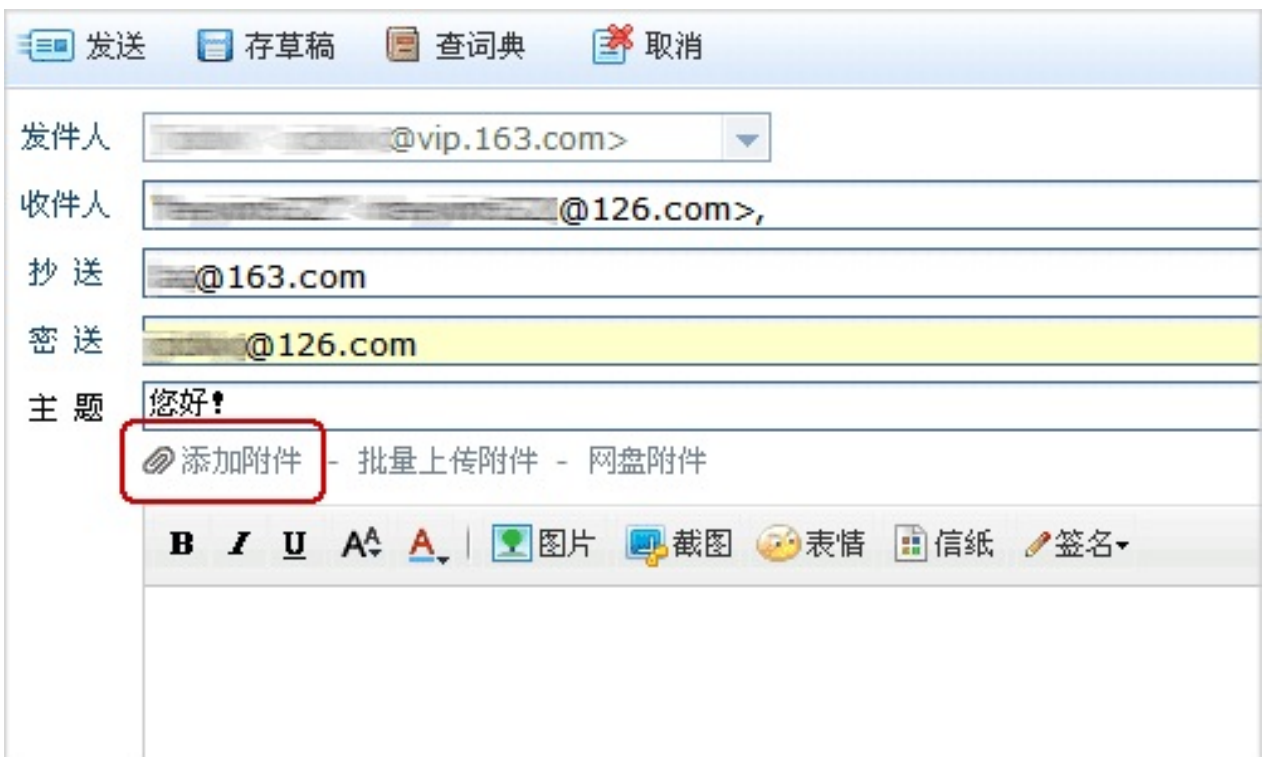 发送 存草稿 查词典 取消
发件人 @vip.163.com>
收件人 @126.com>,
抄 送 @163.com
密 送 @126.com
主 题 您好!
添加附件 - 批量上传附件 - 网盘附件
B I U A A 图片 截图 表情 信纸 签名